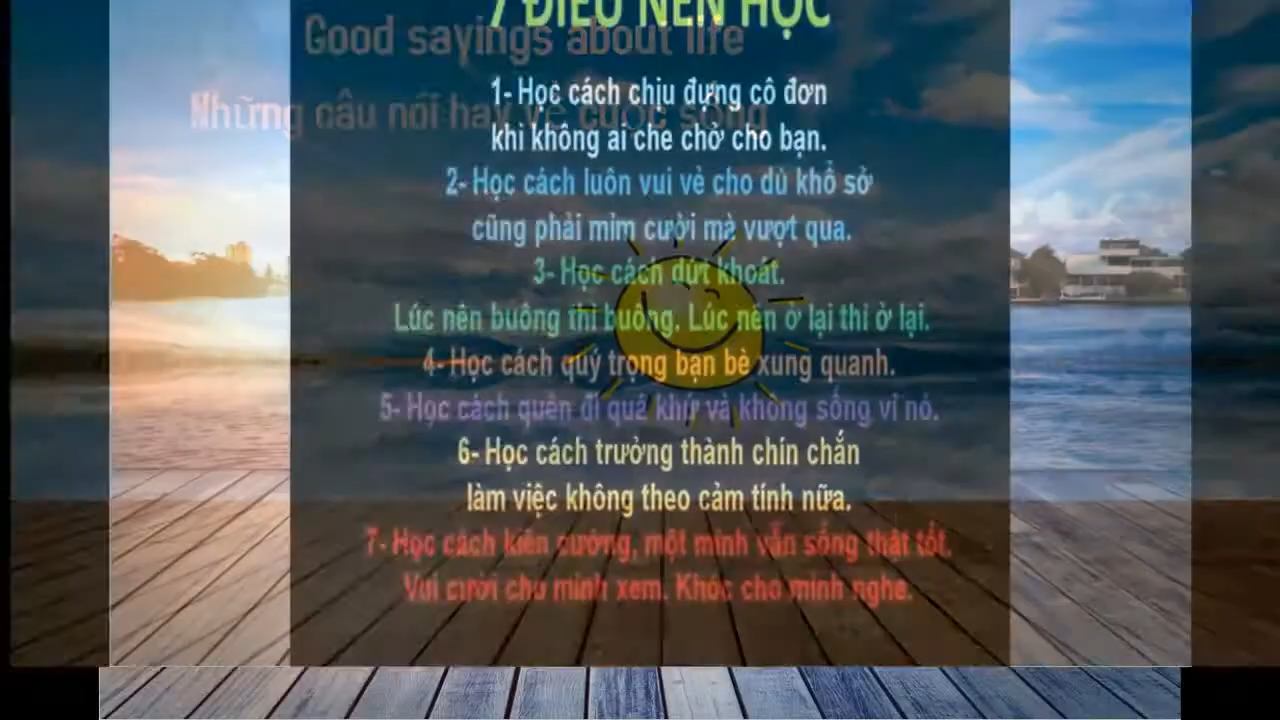 7 ĐIỀU NÊN HỌC
Good sayings about life
Những câu nói hay về cuộc sống
1- Học cách chịu đựng cô đơn
khi không ai che chở cho bạn.
2- Học cách luôn vui vẻ cho dù khổ sở
cũng phải mỉm cười mà vượt qua.
3- Học cách dứt khoát.
Lúc nên buông thì buông. Lúc nên ở lại thì ở lại.
4- Học cách quý trọng bạn bè xung quanh.
5- Học cách quên đi quá khứ và không sống vì nó.
6- Học cách trưởng thành chín chắn
làm việc không theo cảm tính nữa.
7- Học cách kiên cường, một mình vẫn sống thật tốt.
Vui cười cho mình xem. Khóc cho mình nghe.